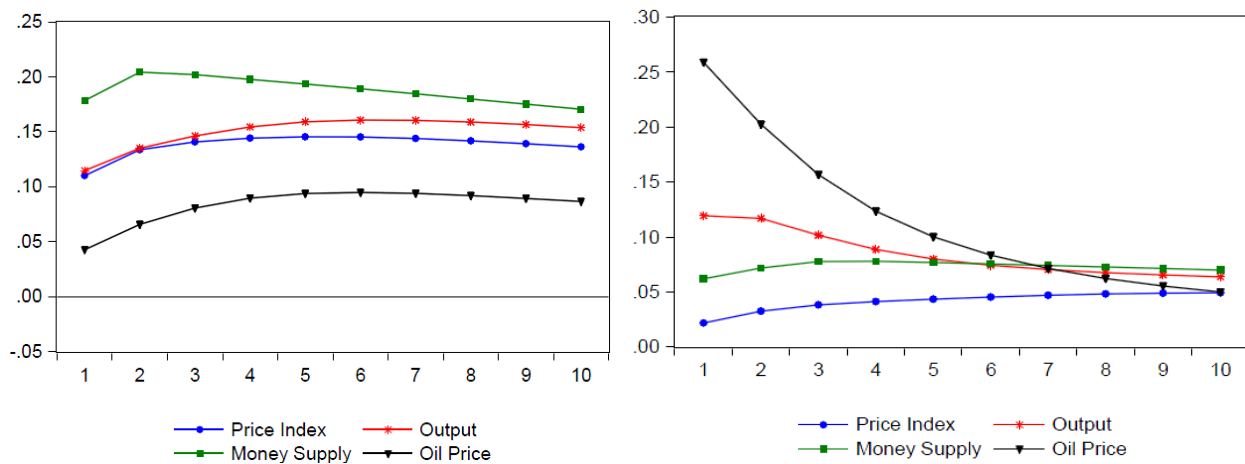 .25
.20
.15
.10
.05
.00
-.05
1 2 3 4 5 6 7 8 9 10
Price Index Output
Money Supply Oil Price
.30
.25
.20
.15
.10
.05
.00
1 2 3 4 5 6 7 8 9 10
Price Index Output
Money Supply Oil Price